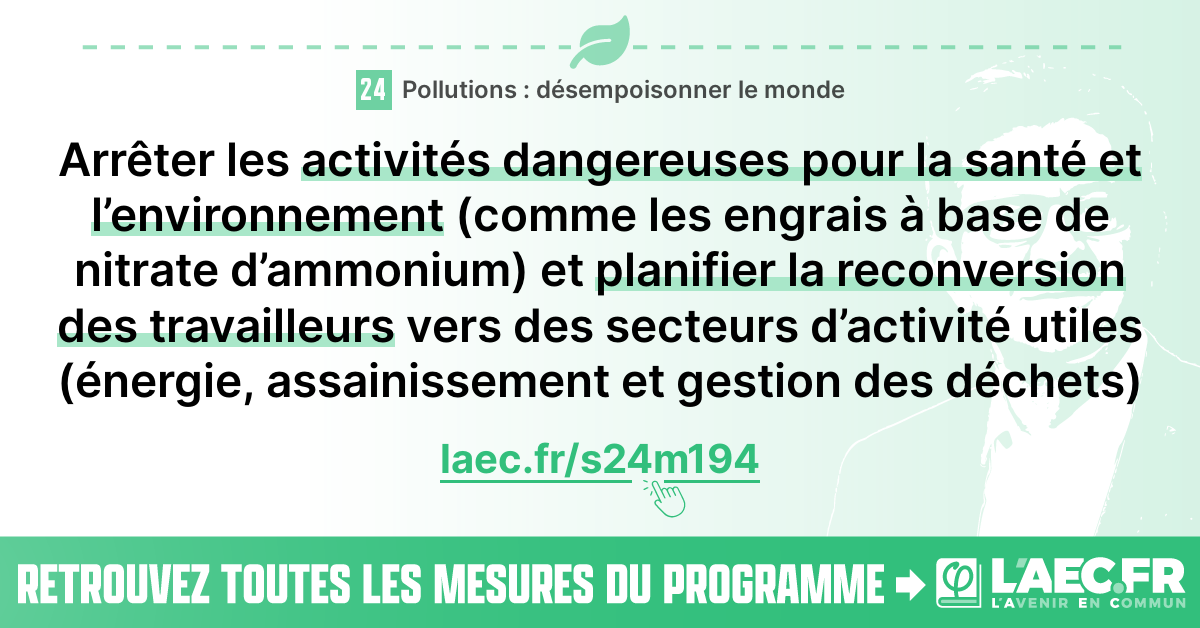 24 Pollutions : désempoisonner le monde
Arrêter les activités dangereuses pour la santé et
l’environnement (comme les engrais à base de
nitrate d’ammonium) et planifier la reconversion
des travailleurs vers des secteurs d’activité utiles
(énergie, assainissement et gestion des déchets)
laec.fr/s24m194
RETROUVEZ TOUTES LES MESURES DU PROGRAMME
φ L'AEC.FR
L'AVENIR EN COMMUN